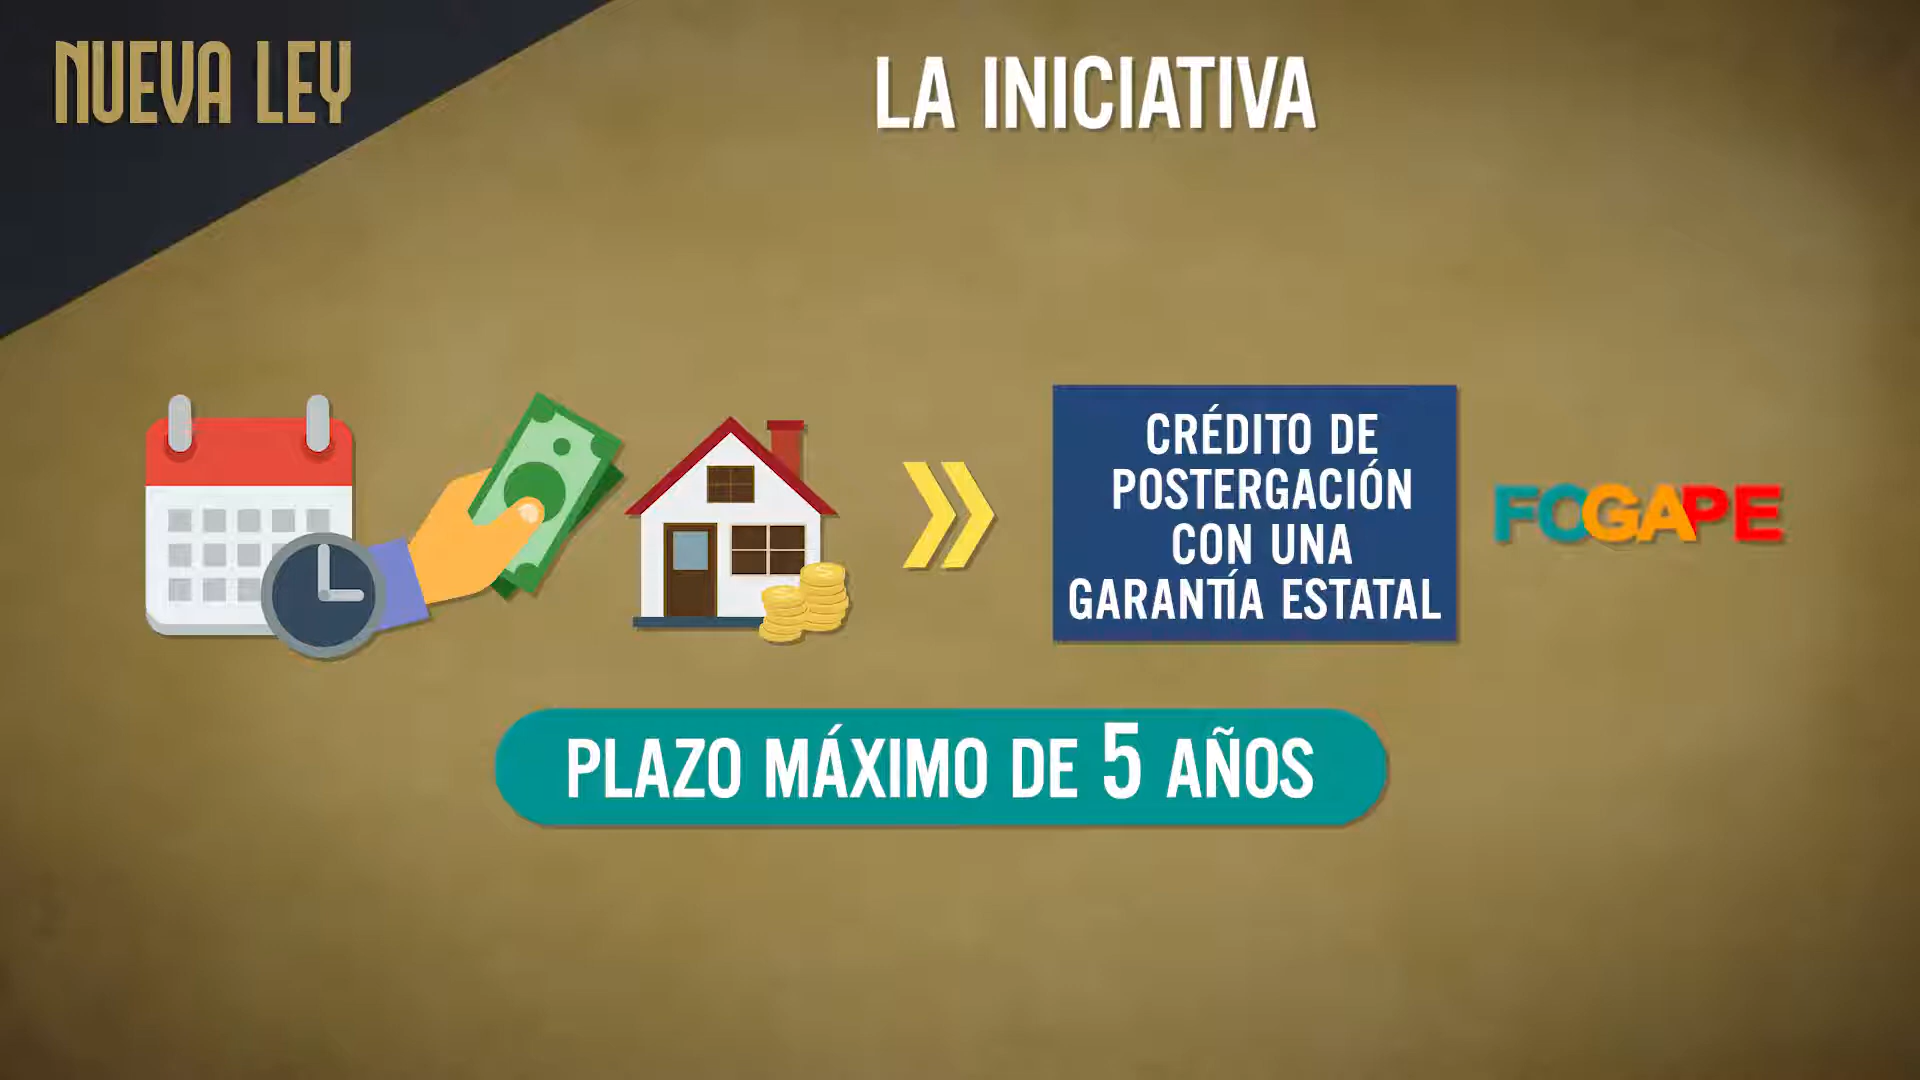 NUEVA LEY
LA INICIATIVA
CRÉDITO DE
POSTERGACIÓN
CON UNA
GARANTÍA ESTATAL
FOGAPE
PLAZO MÁXIMO DE 5 AÑOS